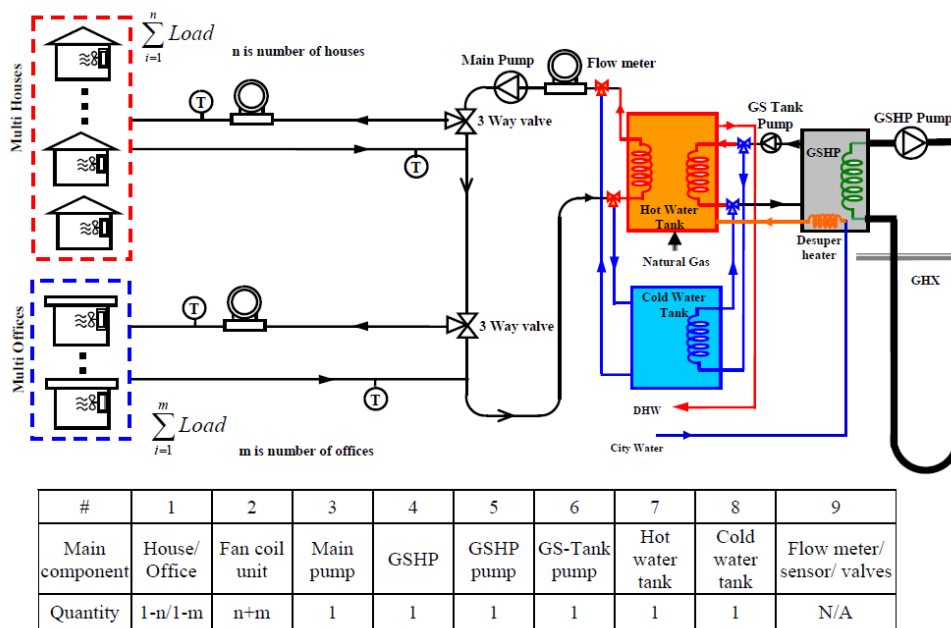 n
∑ Load
i=1
n is number of houses
Multi Houses
T
T
3 Way valve
Main Pump
Flow meter
GS Tank
Pump
GSHP Pump
GSHP
Hot Water
Tank
Natural Gas
Desuper
heater
GHX
Cold Water
Tank
DHW
City Water
Multi Offices
T
T
3 Way valve
m
∑ Load
i=1
m is number of offices
# 1 2 3 4 5 6 7 8 9
Main component House/ Office Fan coil unit Main pump GSHP GSHP pump GS-Tank pump Hot water tank Cold water tank Flow meter/ sensor/ valves
Quantity 1-n/1-m n+m 1 1 1 1 1 1 N/A